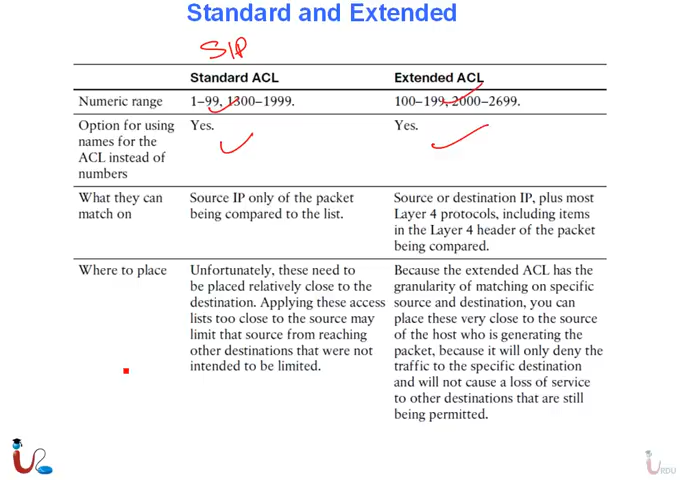 Standard and Extended
SIP
Standard ACL
Extended ACL
Numeric range
1–99, 1300–1999.
100–199, 2000–2699.
Option for using
names for the
ACL instead of
numbers
Yes.
Yes.
What they can
match on
Source IP only of the packet
being compared to the list.
Source or destination IP, plus most
Layer 4 protocols, including items
in the Layer 4 header of the packet
being compared.
Where to place
Unfortunately, these need to
be placed relatively close to the
destination. Applying these access
lists too close to the source may
limit that source from reaching
other destinations that were not
intended to be limited.
Because the extended ACL has the
granularity of matching on specific
source and destination, you can
place these very close to the source
of the host who is generating the
packet, because it will only deny the
traffic to the specific destination
and will not cause a loss of service
to other destinations that are still
being permitted.
URDU